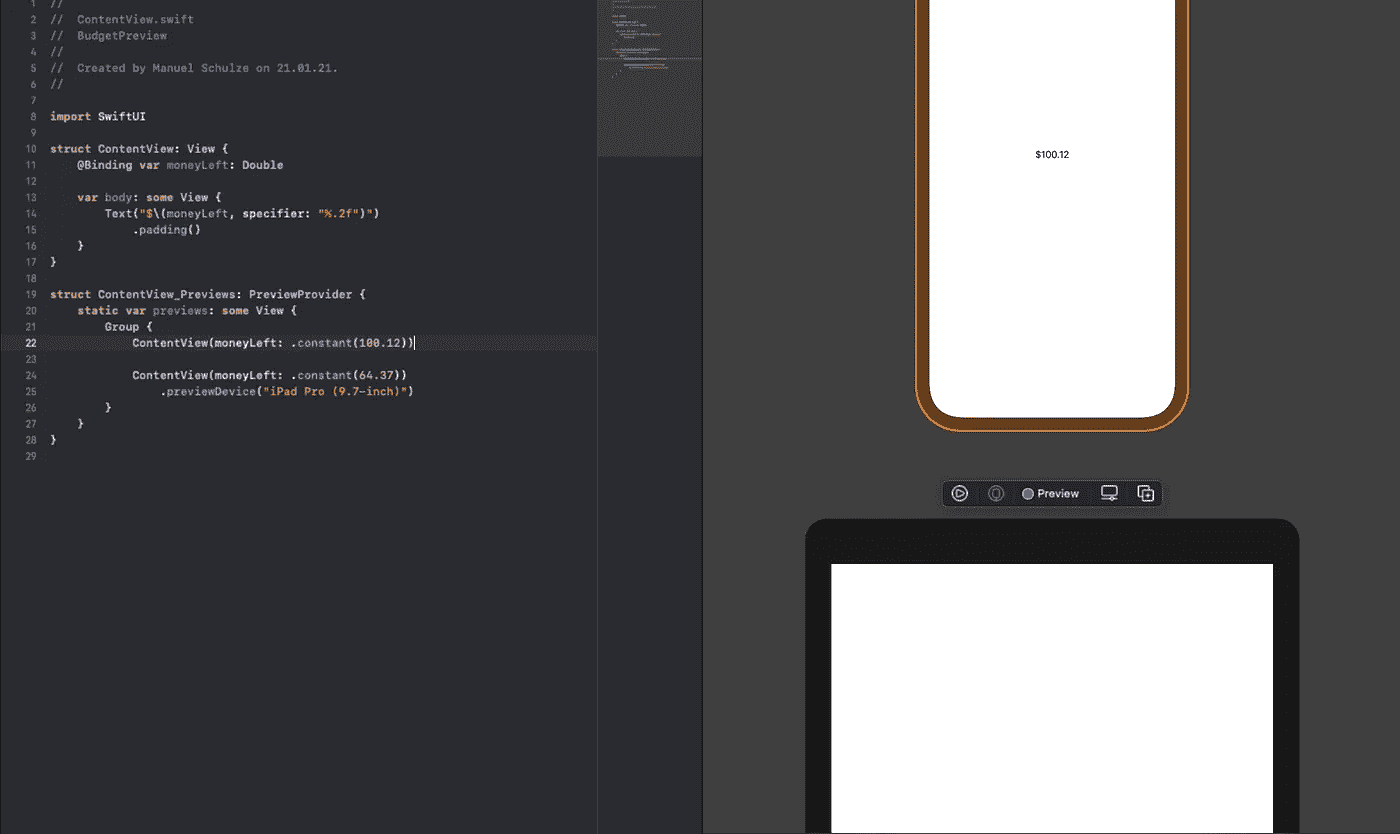 1 //
2 //  ContentView.swift
3 //  BudgetPreview
4 //
5 //  Created by Manuel Schulze on 21.01.21.
6 //
7
8 import SwiftUI
9
10 struct ContentView: View {
11     @Binding var moneyLeft: Double
12
13     var body: some View {
14         Text("$\(moneyLeft, specifier: "%.2f")")
15             .padding()
16     }
17 }
18
19 struct ContentView_Previews: PreviewProvider {
20     static var previews: some View {
21         Group {
22             ContentView(moneyLeft: .constant(100.12))
23
24             ContentView(moneyLeft: .constant(64.37))
25                 .previewDevice("iPad Pro (9.7-inch)")
26         }
27     }
28 }
29
$100.12
Preview